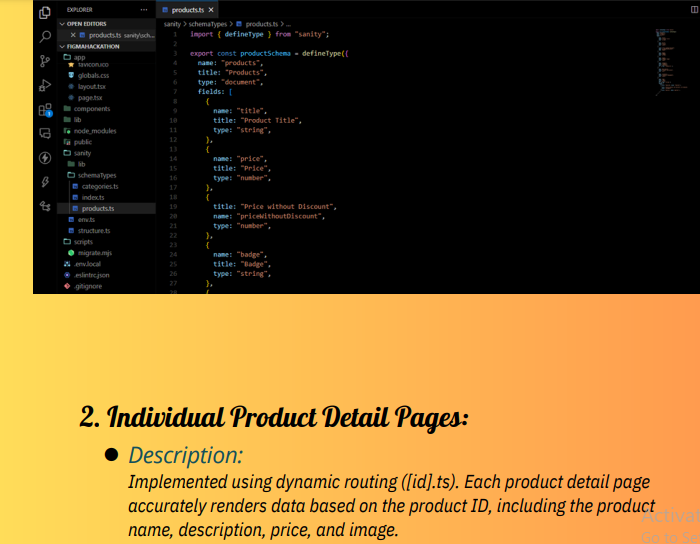 EXPLORER
...
products.ts
OPEN EDITORS
products.ts sanity\sch...
FIGMAHACKATHON
app
favicon.ico
globals.css
layout.tsx
page.tsx
components
lib
node_modules
public
sanity
lib
schemaTypes
categories.ts
index.ts
products.ts
env.ts
structure.ts
scripts
migrate.mjs
.env.local
.eslintrc.json
.gitignore
sanity > schemaTypes > products.ts > ...
1 import { defineType } from "sanity";
2
3 export const productSchema = defineType({
4 name: "products",
5 title: "Products",
6 type: "document",
7 fields: [
8 {
9 name: "title",
10 title: "Product Title",
11 type: "string",
12 },
13 {
14 name: "price",
15 title: "Price",
16 type: "number",
17 },
18 {
19 title: "Price without Discount",
20 name: "priceWithoutDiscount",
21 type: "number",
22 },
23 {
24 name: "badge",
25 title: "Badge",
26 type: "string",
27 },
28 {
2. Individual Product Detail Pages:
● Description:
Implemented using dynamic routing ([id].ts). Each product detail page
accurately renders data based on the product ID, including the product
name, description, price, and image.
Activat
Go to Se